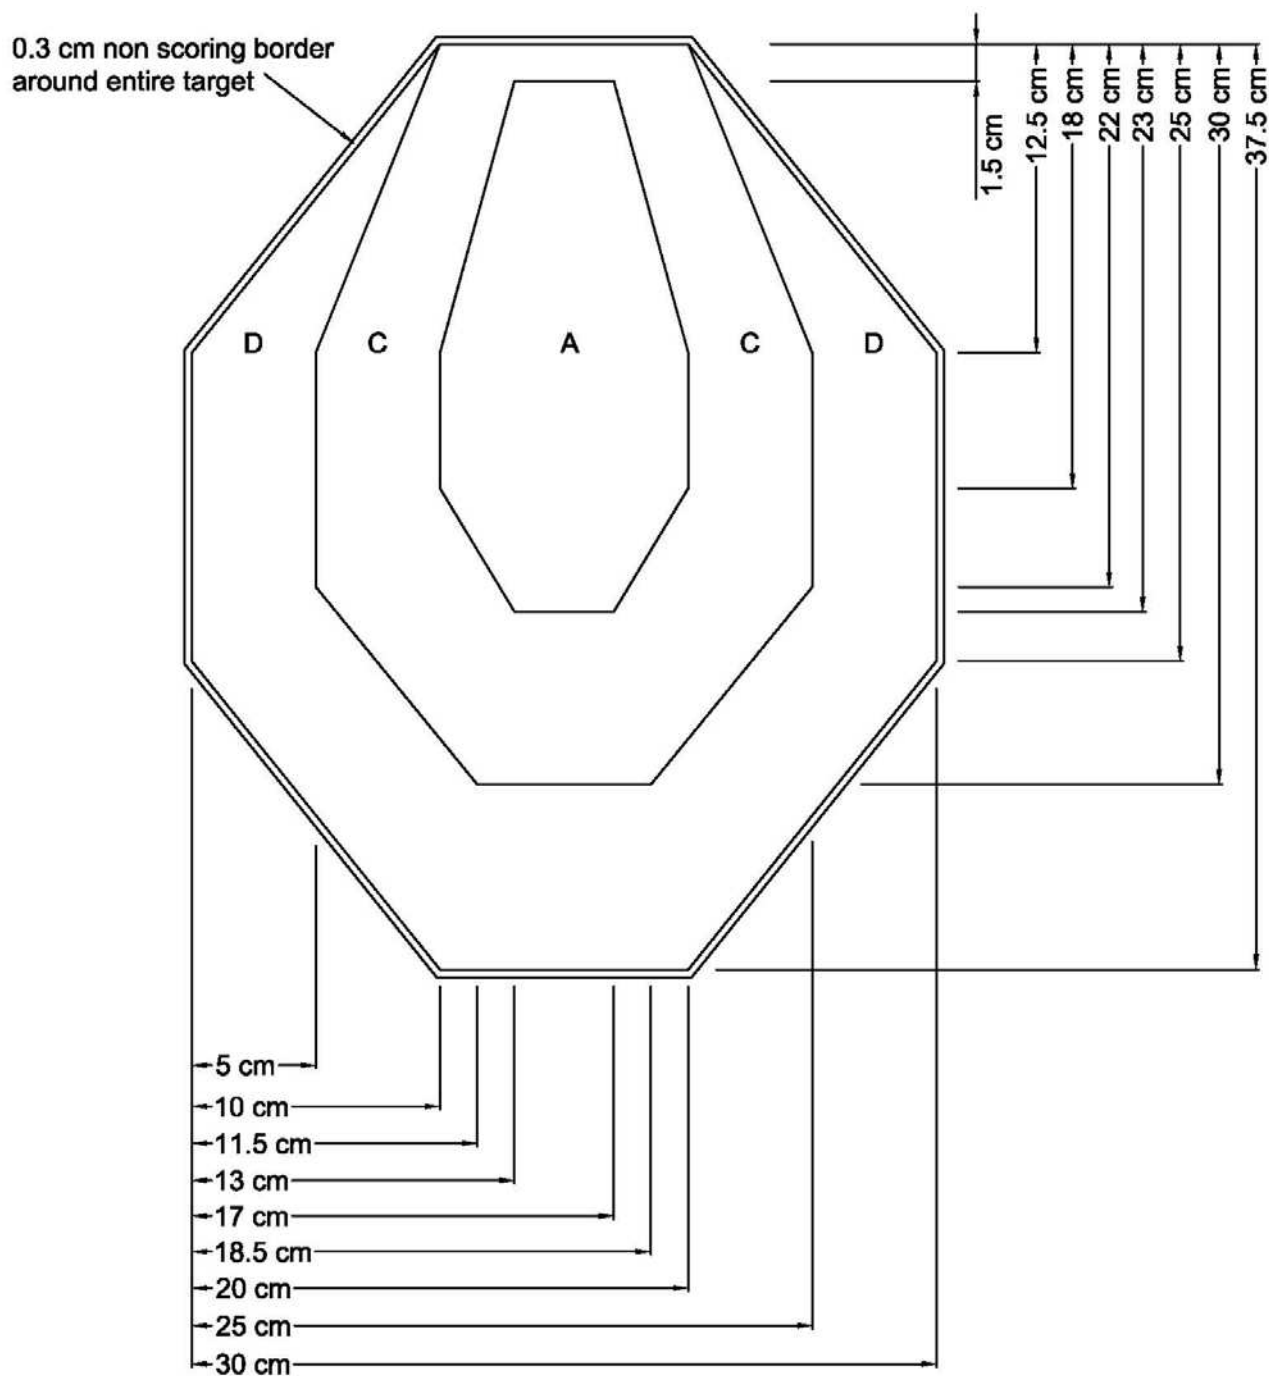 0.3 cm non scoring border
around entire target
1.5 cm
12.5 cm
18 cm
22 cm
23 cm
25 cm
30 cm
37.5 cm
D
C
A
C
D
5 cm
10 cm
11.5 cm
13 cm
17 cm
18.5 cm
20 cm
25 cm
30 cm